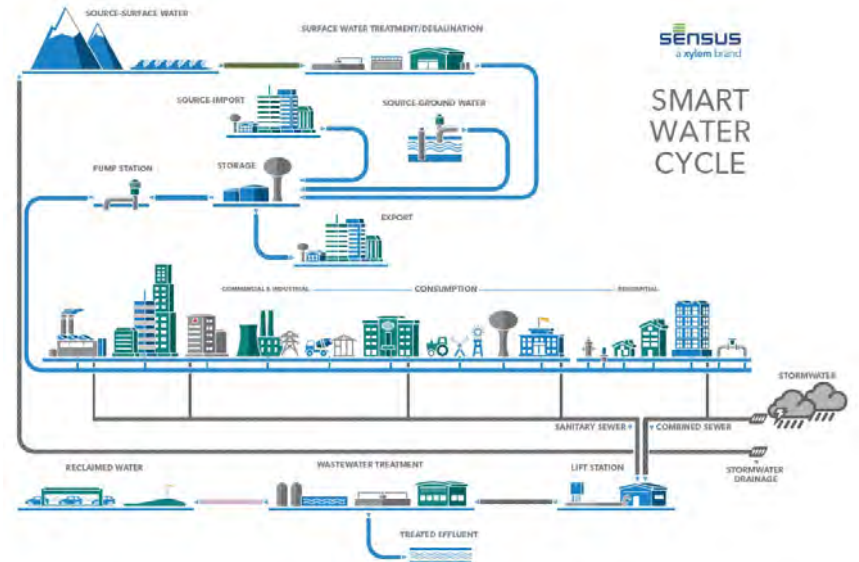 SOURCE-SURFACE WATER
SURFACE WATER TREATMENT/DESALINATION
sensus
a xylem brand
SMART
WATER
CYCLE
SOURCE-IMPORT
SOURCE-GROUND WATER
PUMP STATION
STORAGE
EXPORT
COMMERCIAL & INDUSTRIAL
CONSUMPTION
RESIDENTIAL
STORMWATER
SANITARY SEWER
COMBINED SEWER
RECLAIMED WATER
WASTEWATER TREATMENT
LIFT STATION
STORMWATER
DRAINAGE
TREATED EFFLUENT